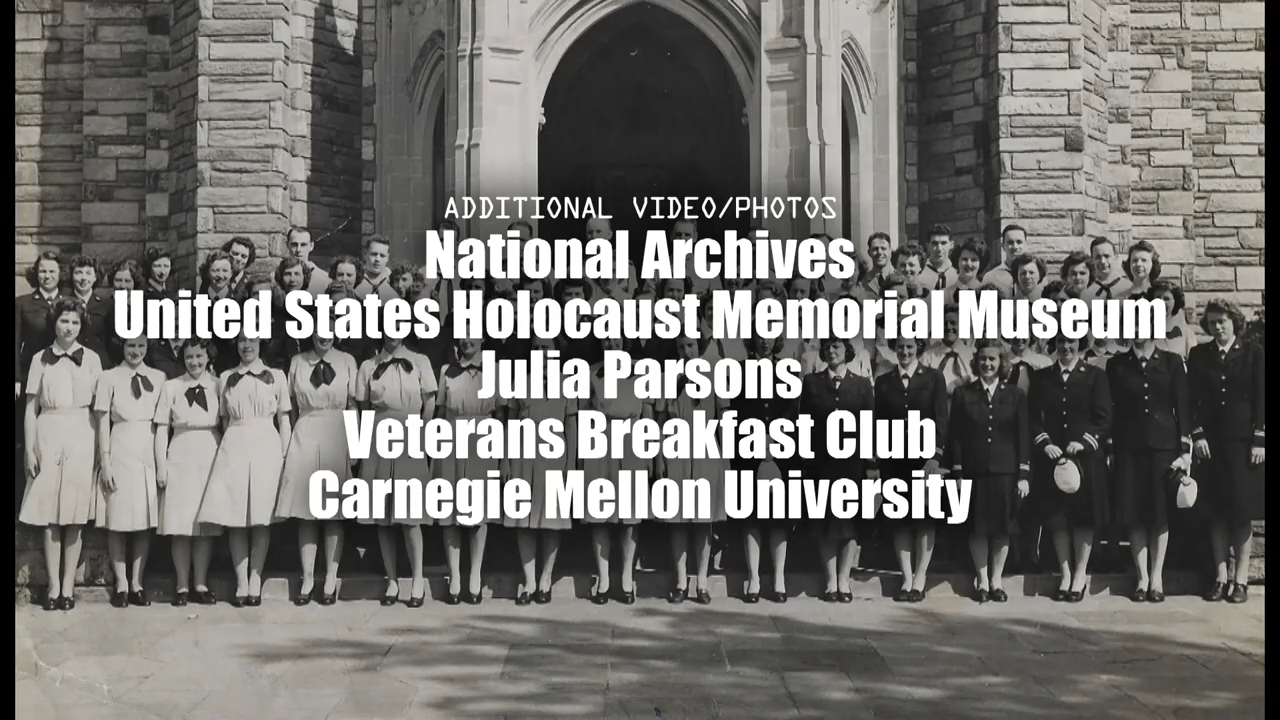 ADDITIONAL VIDEO/PHOTOS
National Archives
United States Holocaust Memorial Museum
Julia Parsons
Veterans Breakfast Club
Carnegie Mellon University